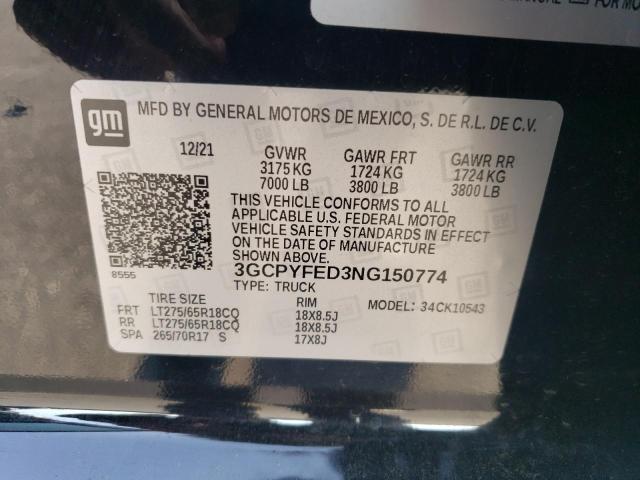 FOR MO
gm
MFD BY GENERAL MOTORS DE MEXICO, S. DE R.L. DE C.V.
12/21 GVWR GAWR FRT GAWR RR
3175 KG 1724 KG 1724 KG
7000 LB 3800 LB 3800 LB
THIS VEHICLE CONFORMS TO ALL
APPLICABLE U.S. FEDERAL MOTOR
VEHICLE SAFETY STANDARDS IN EFFECT
ON THE DATE OF MANUFACTURE
SHOWN ABOVE.
8555 3GCPYFED3NG150774
TYPE: TRUCK
TIRE SIZE RIM MODEL: 34CK10543
FRT LT275/65R18CQ 18X8.5J
RR LT275/65R18CQ 18X8.5J
SPA 265/70R17 S 17X8J